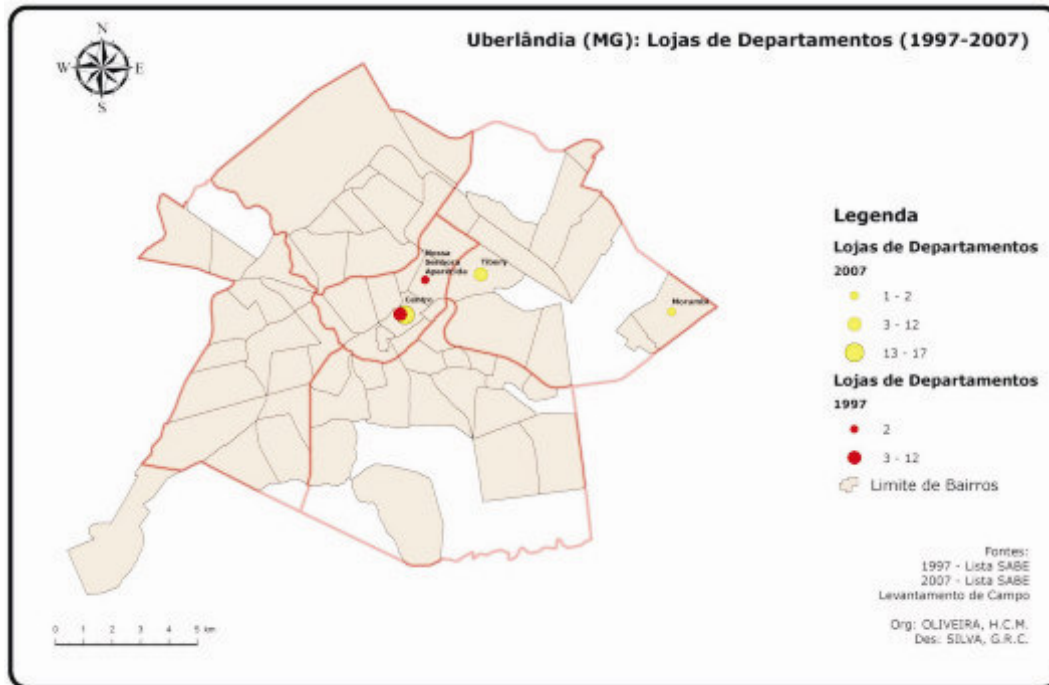 Uberlândia (MG): Lojas de Departamentos (1997-2007)
N
W E
S
Nossa
Senhora
Aparecida
Tibery
Centro
Morumbi
Legenda
Lojas de Departamentos
2007
1 - 2
3 - 12
13 - 17
Lojas de Departamentos
1997
2
3 - 12
Limite de Bairros
Fontes:
1997 - Lista SABE
2007 - Lista SABE
Levantamento de Campo
Org: OLIVEIRA, H.C.M.
Des: SILVA, G.R.C.
0 1 2 3 4 5 km